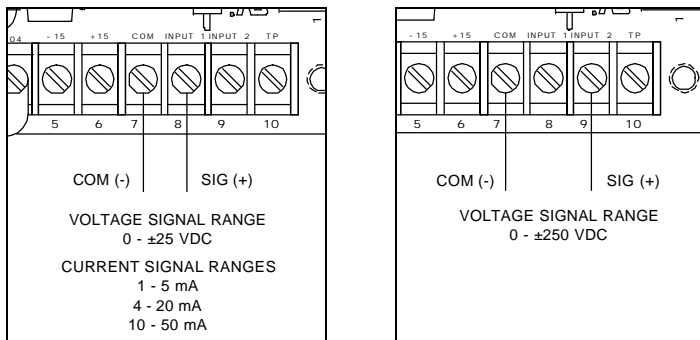 04 - 15 +15 COM INPUT 1 INPUT 2 TP 1
5 6 7 8 9 10
COM (-) SIG (+)
VOLTAGE SIGNAL RANGE
0 - ±25 VDC
CURRENT SIGNAL RANGES
1 - 5 mA
4 - 20 mA
10 - 50 mA
- 15 +15 COM INPUT 1 INPUT 2 TP 1
5 6 7 8 9 10
COM (-) SIG (+)
VOLTAGE SIGNAL RANGE
0 - ±250 VDC